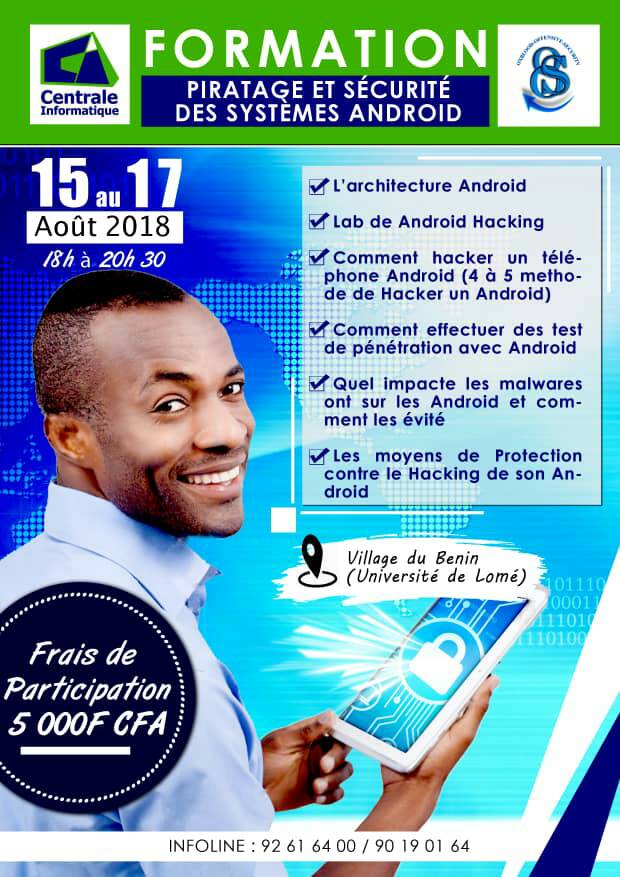 Centrale
Informatique
FORMATION
PIRATAGE ET SÉCURITÉ
DES SYSTÈMES ANDROID
OXBLOOD-OFFENSIVE-SECURITY
15 au 17
Août 2018
18h à 20h 30
L'architecture Android
Lab de Android Hacking
Comment hacker un télé-
phone Android (4 à 5 metho-
de de Hacker un Android)
Comment effectuer des test
de pénétration avec Android
Quel impacte les malwares
ont sur les Android et com-
ment les évité
Les moyens de Protection
contre le Hacking de son An-
droid
Village du Benin
(Université de Lomé)
Frais de
Participation
5 000F CFA
INFOLINE : 92 61 64 00 / 90 19 01 64